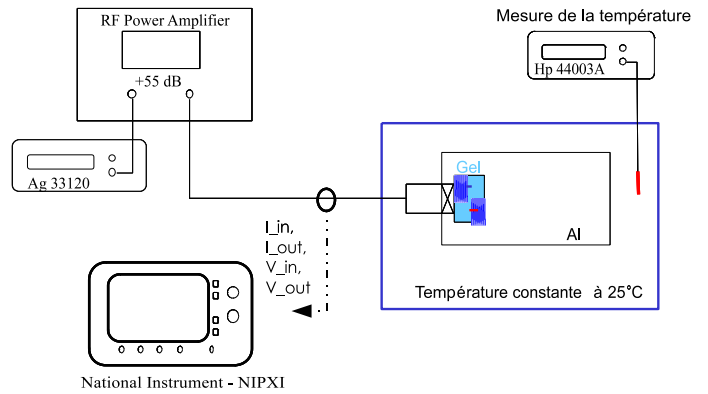 Mesure de la température
RF Power Amplifier
+55 dB
Hp 44003A
Ag 33120
Gel
Al
I_in,
I_out,
V_in,
V_out
Température constante à 25°C
National Instrument - NIPXI